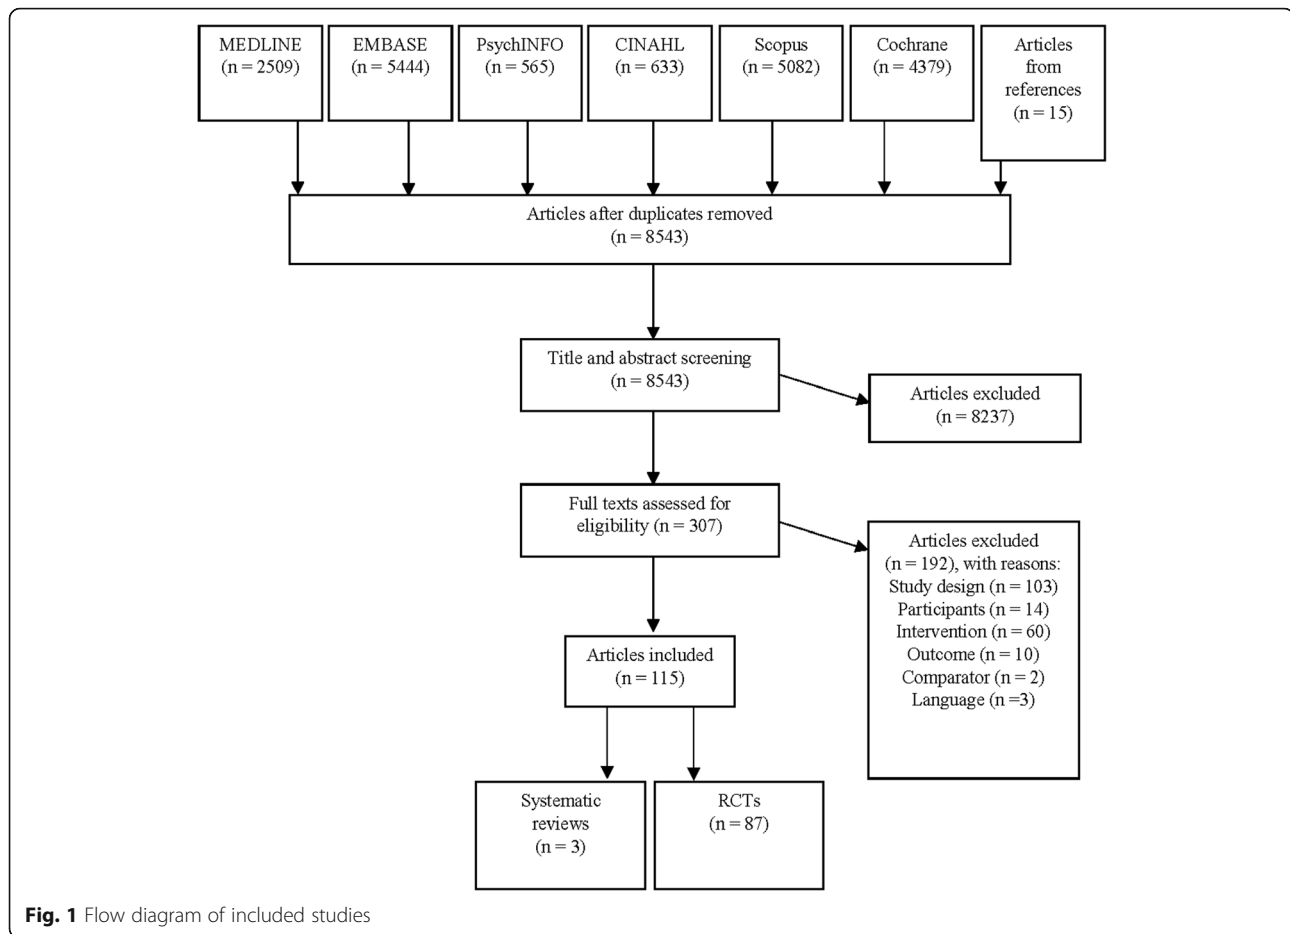 MEDLINE
(n = 2509)
EMBASE
(n = 5444)
PsychINFO
(n = 565)
CINAHL
(n = 633)
Scopus
(n = 5082)
Cochrane
(n = 4379)
Articles
from
references
(n = 15)
Articles after duplicates removed
(n = 8543)
Title and abstract screening
(n = 8543)
Articles excluded
(n = 8237)
Full texts assessed for
eligibility (n = 307)
Articles excluded
(n = 192), with reasons:
Study design (n = 103)
Participants (n = 14)
Intervention (n = 60)
Outcome (n = 10)
Comparator (n = 2)
Language (n =3)
Articles included
(n = 115)
Systematic
reviews
(n = 3)
RCTs
(n = 87)
Fig. 1 Flow diagram of included studies